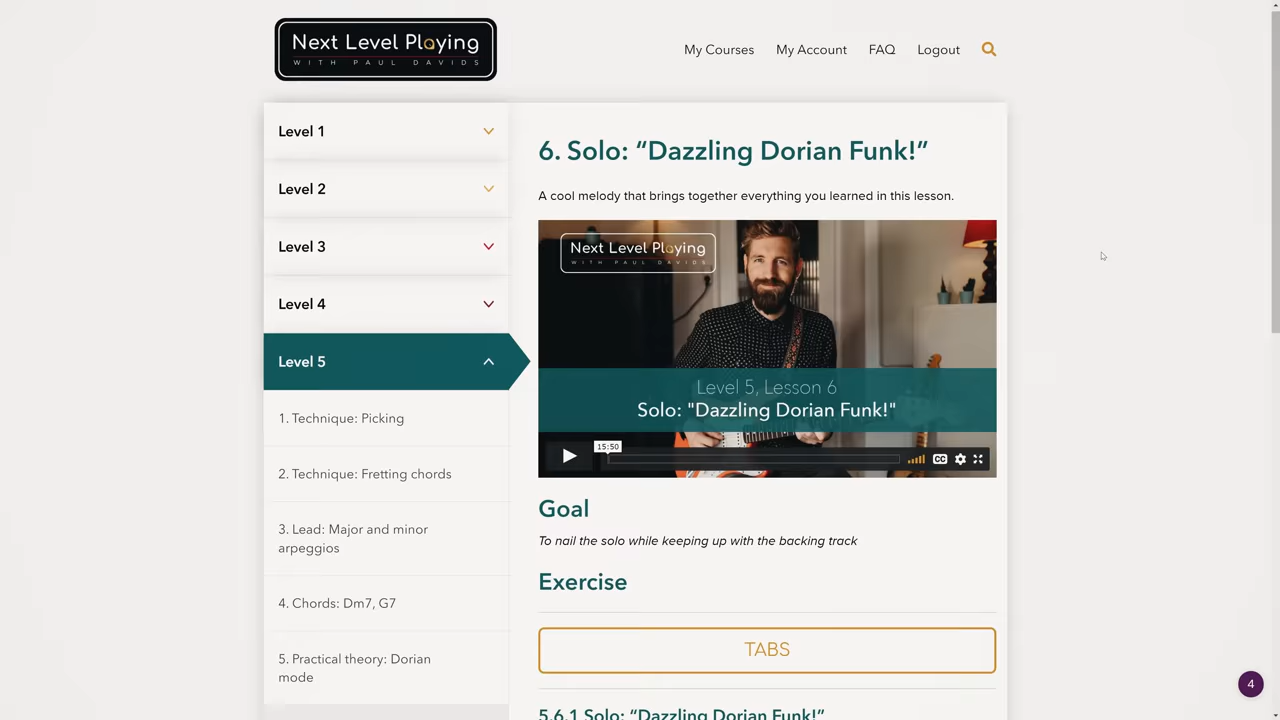 Next Level Playing
WITH PAUL DAVIDS
My Courses
My Account
FAQ
Logout
Level 1
Level 2
Level 3
Level 4
Level 5
1. Technique: Picking
2. Technique: Fretting chords
3. Lead: Major and minor
arpeggios
4. Chords: Dm7, G7
5. Practical theory: Dorian
mode
6. Solo: “Dazzling Dorian Funk!”
A cool melody that brings together everything you learned in this lesson.
Next Level Playing
WITH PAUL DAVIDS
Level 5, Lesson 6
Solo: "Dazzling Dorian Funk!"
15:50
CC
Goal
To nail the solo while keeping up with the backing track
Exercise
TABS
5.6.1 Solo: “Dazzling Dorian Funk!”
4